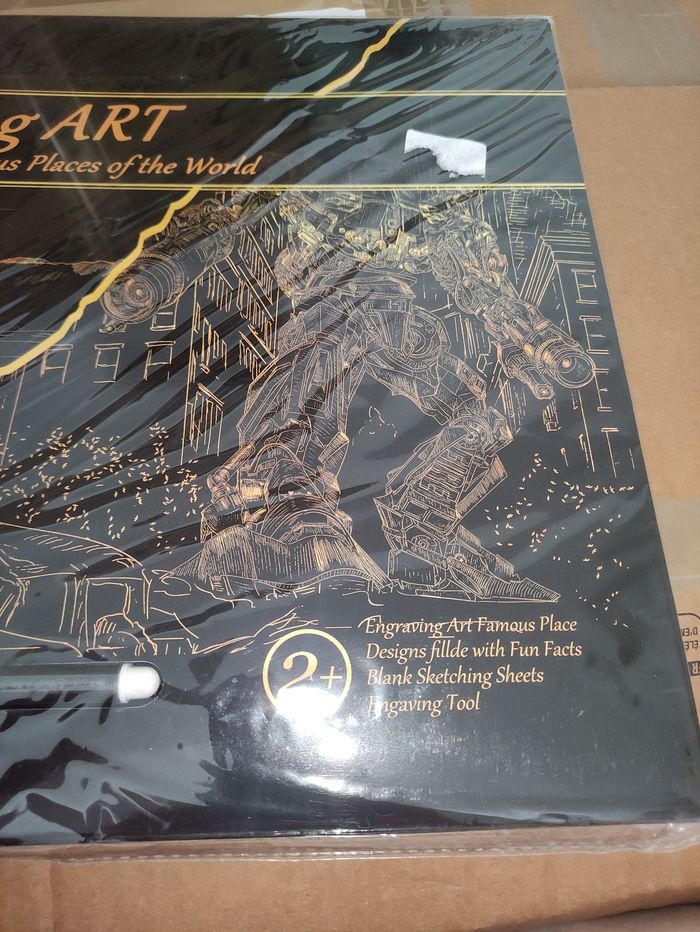 g ART
us Places of the World
2+
Engraving Art Famous Place
Designs fillde with Fun Facts
Blank Sketching Sheets
Engaving Tool